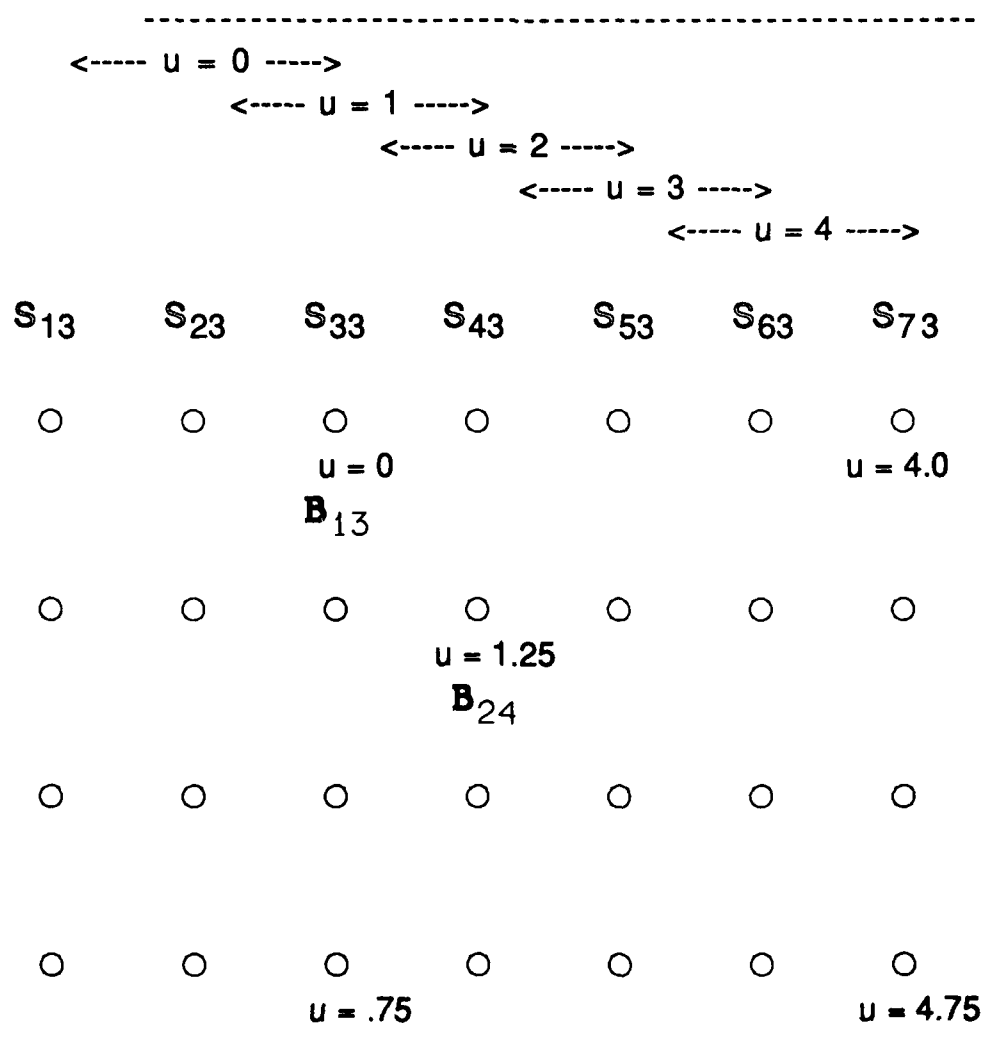 <----- u = 0 ----->
<----- u = 1 ----->
<----- u = 2 ----->
<----- u = 3 ----->
<----- u = 4 ----->
S13 S23 S33 S43 S53 S63 S73
u = 0 u = 4.0
B13
u = 1.25
B24
u = .75 u = 4.75